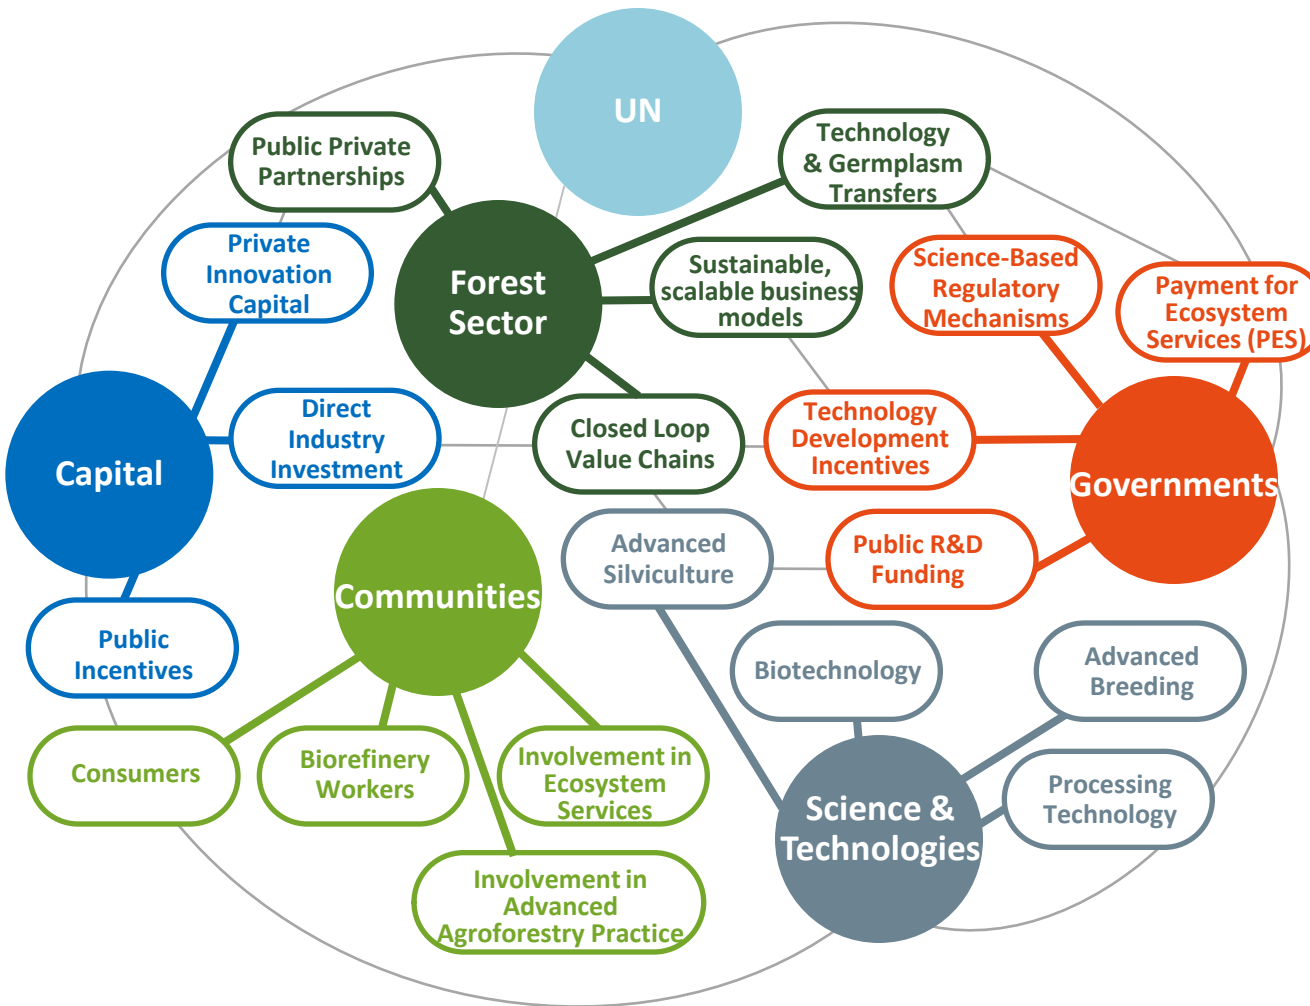 UN
Public Private
Partnerships
Technology
& Germplasm
Transfers
Private
Innovation
Capital
Forest
Sector
Sustainable,
scalable business
models
Science-Based
Regulatory
Mechanisms
Payment for
Ecosystem
Services (PES)
Capital
Direct
Industry
Investment
Closed Loop
Value Chains
Technology
Development
Incentives
Governments
Advanced
Silviculture
Public R&D
Funding
Communities
Public
Incentives
Biotechnology
Advanced
Breeding
Consumers
Biorefinery
Workers
Involvement in
Ecosystem
Services
Processing
Technology
Science &
Technologies
Involvement in
Advanced
Agroforestry Practice